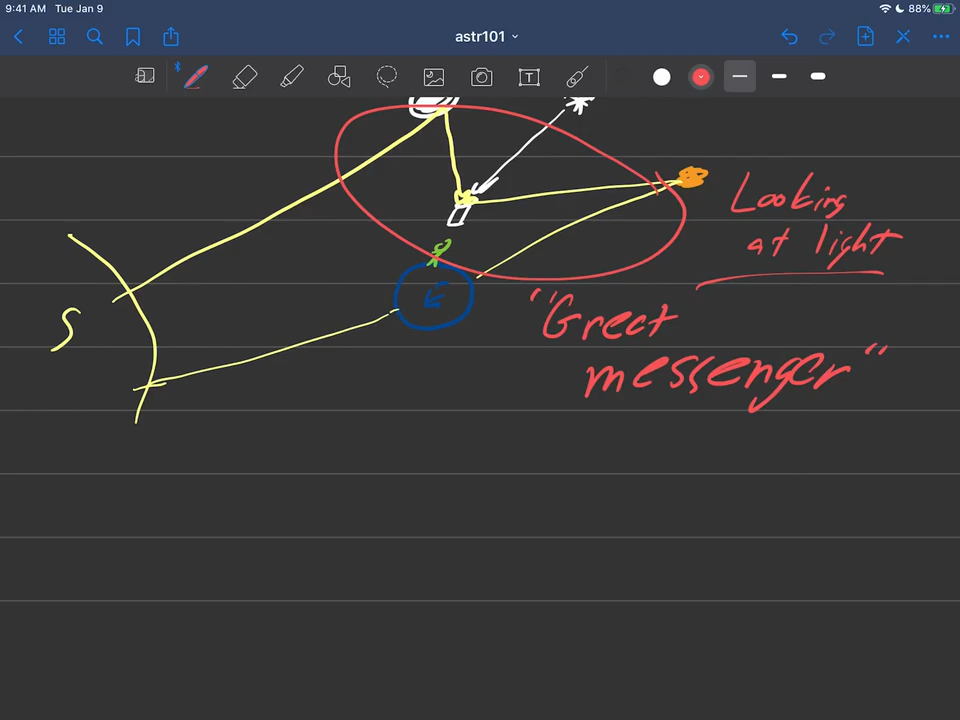 9:41 AM Tue Jan 9
88%
astr101
T
Looking
at light
S
E
"Great
messenger"